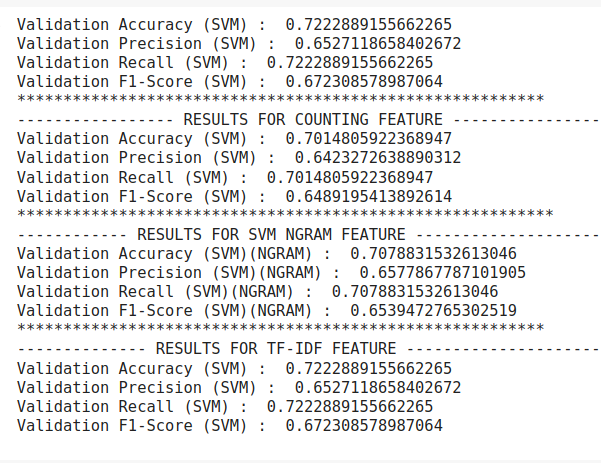 Validation Accuracy (SVM) :  0.7222889155662265
Validation Precision (SVM) :  0.6527118658402672
Validation Recall (SVM) :  0.7222889155662265
Validation F1-Score (SVM) :  0.672308578987064
*********************************************************
----------------- RESULTS FOR COUNTING FEATURE ----------------
Validation Accuracy (SVM) :  0.7014805922368947
Validation Precision (SVM) :  0.6423272638890312
Validation Recall (SVM) :  0.7014805922368947
Validation F1-Score (SVM) :  0.6489195413892614
**********************************************************
------------ RESULTS FOR SVM NGRAM FEATURE --------------------
Validation Accuracy (SVM)(NGRAM) :  0.7078831532613046
Validation Precision (SVM)(NGRAM) :  0.6577867787101905
Validation Recall (SVM)(NGRAM) :  0.7078831532613046
Validation F1-Score (SVM)(NGRAM) :  0.6539472765302519
*********************************************************
-------------- RESULTS FOR TF-IDF FEATURE ---------------------
Validation Accuracy (SVM) :  0.7222889155662265
Validation Precision (SVM) :  0.6527118658402672
Validation Recall (SVM) :  0.7222889155662265
Validation F1-Score (SVM) :  0.672308578987064